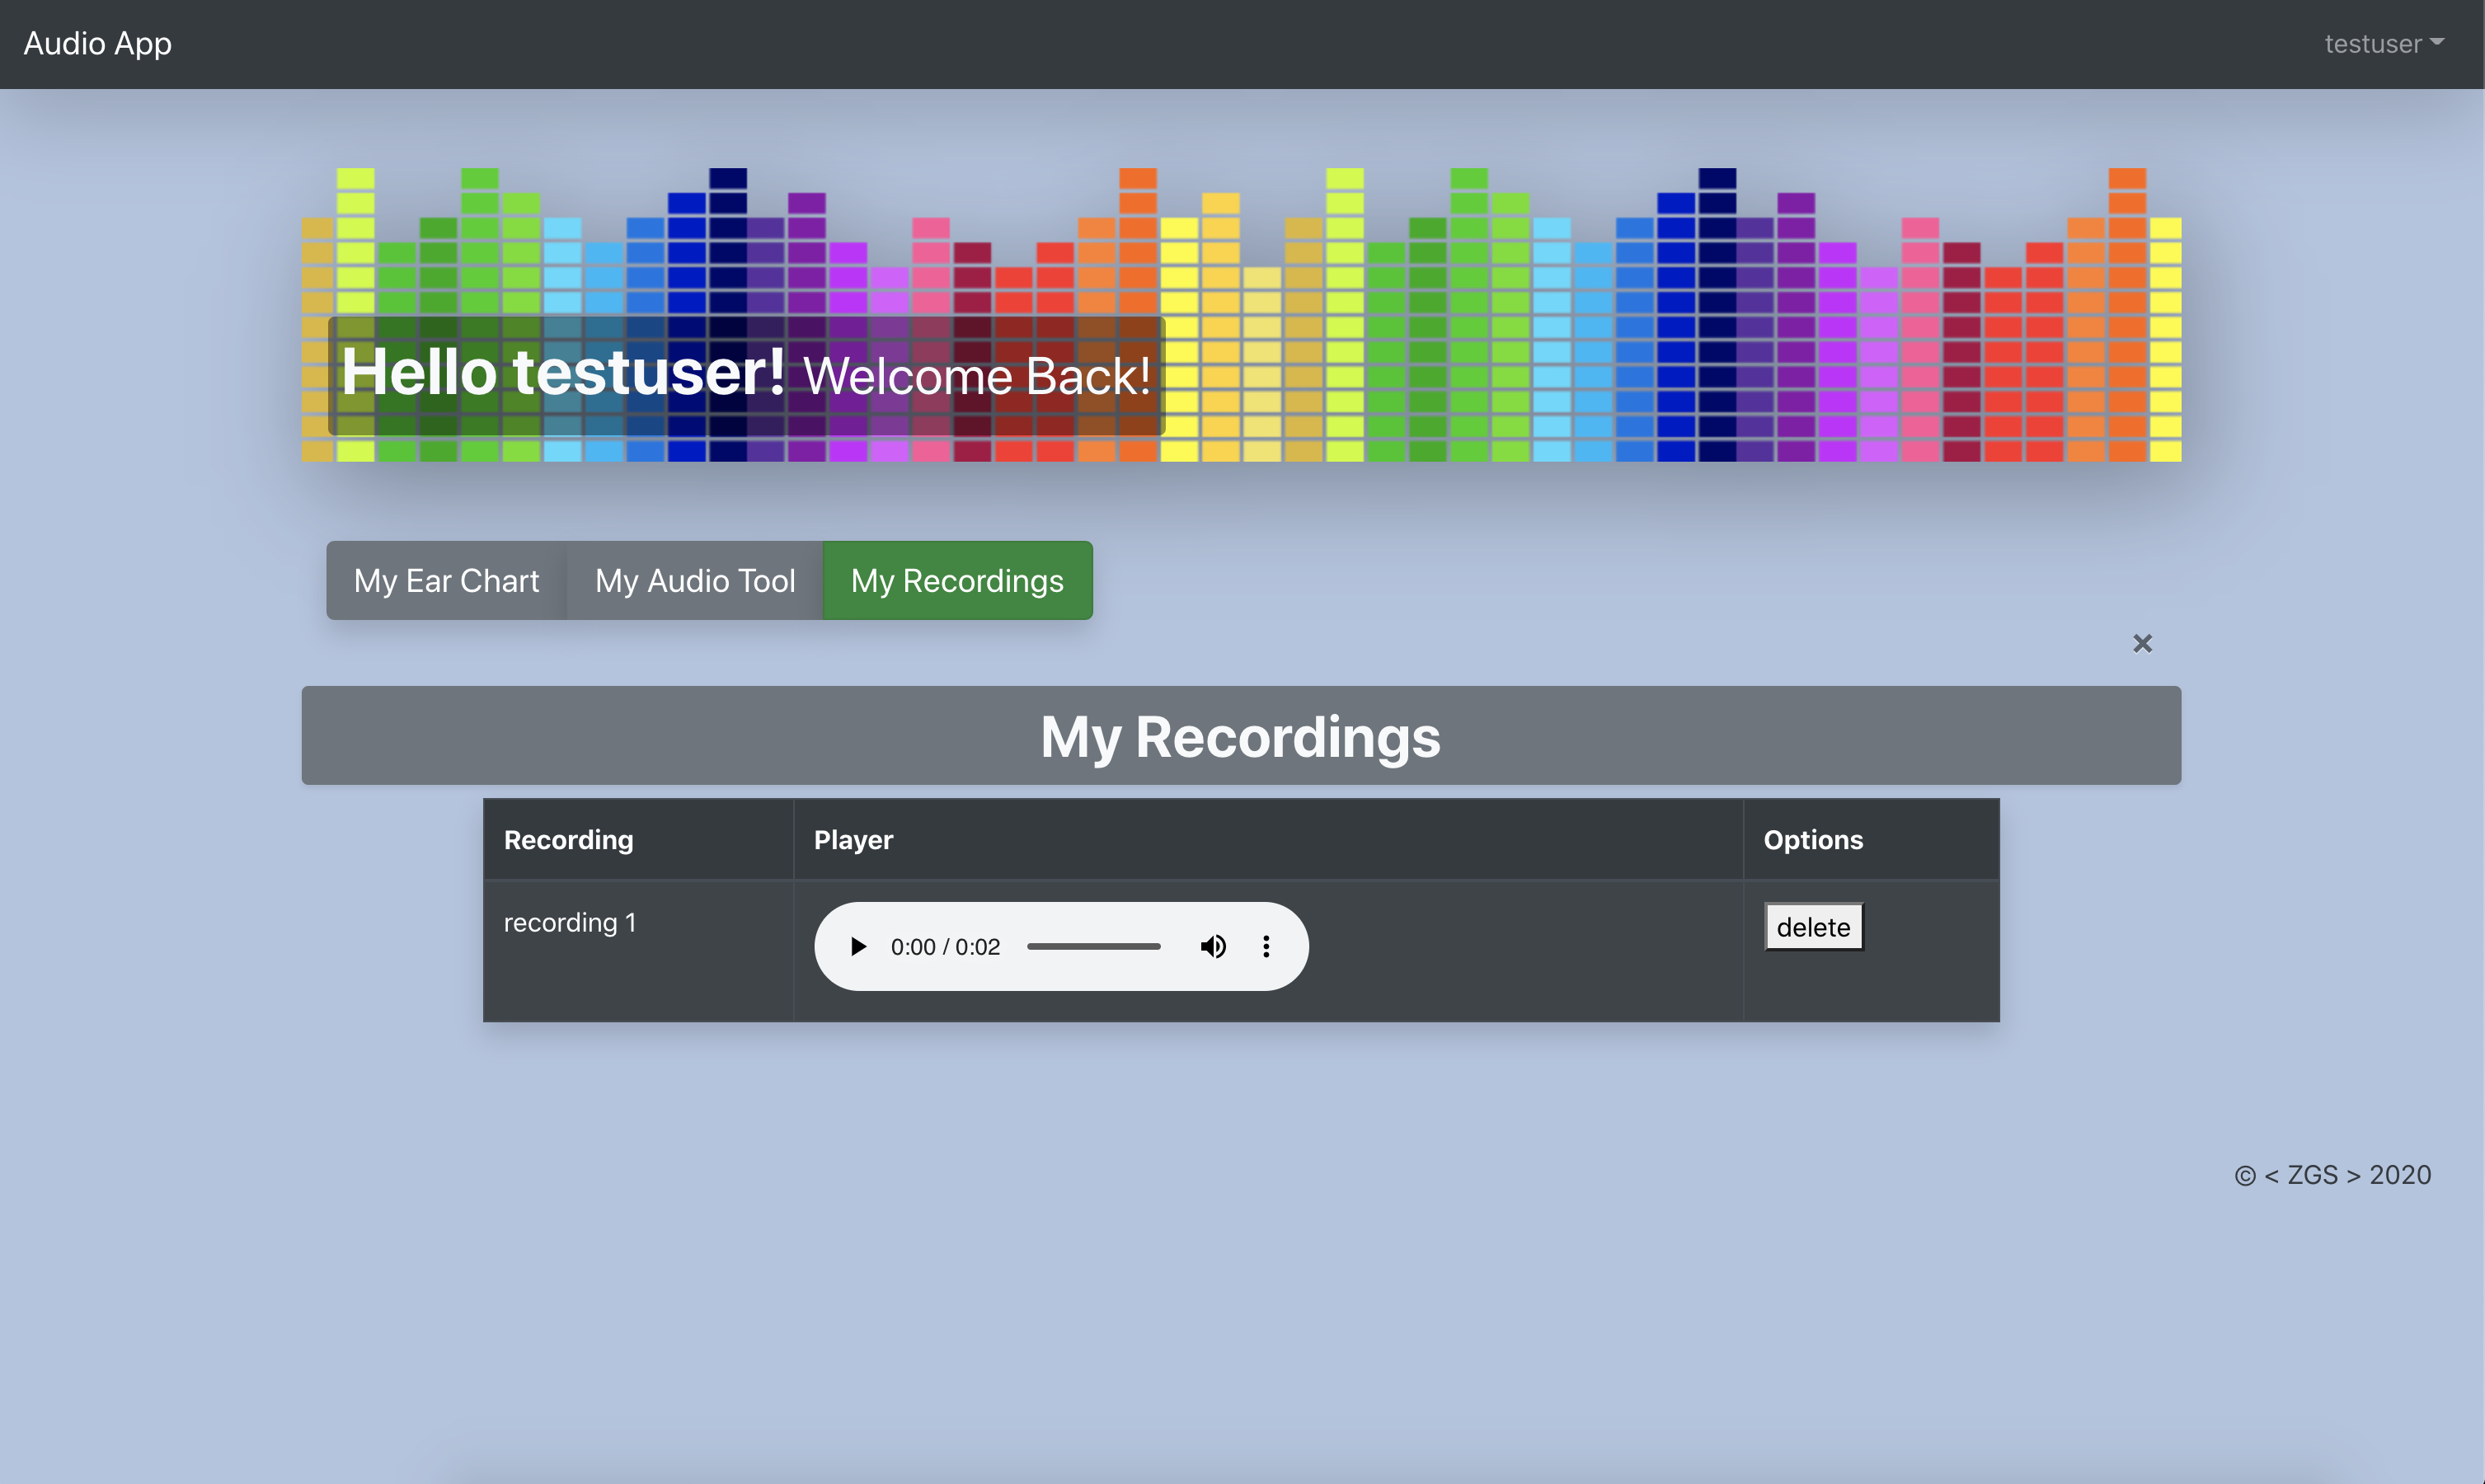 Audio App
testuser
Hello testuser! Welcome Back!
My Ear Chart
My Audio Tool
My Recordings
×
My Recordings
Recording
Player
Options
recording 1
0:00 / 0:02
delete
© < ZGS > 2020